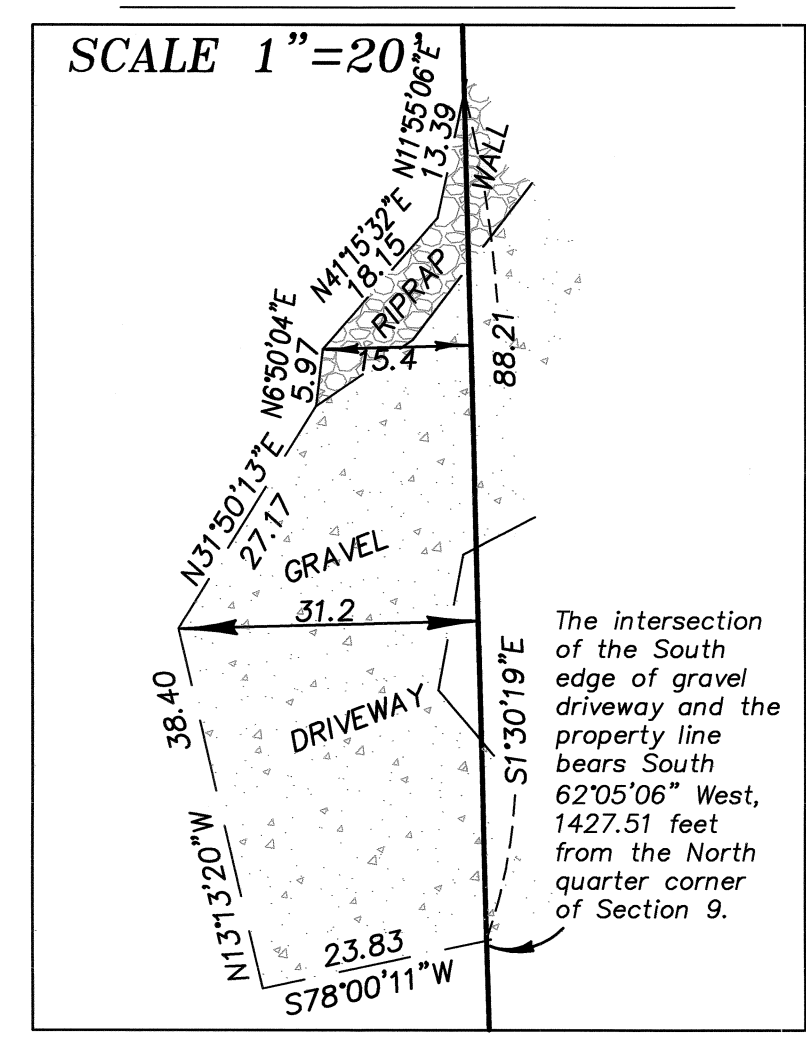 SCALE 1"=20'
N11°55'06"E
13.39
WALL
N41°15'32"E
18.15
RIPRAP
N6°50'04"E
5.97
15.4
88.21
N31°50'13"E
27.17
GRAVEL
31.2
38.40
DRIVEWAY
S1°30'19"E
The intersection
of the South
edge of gravel
driveway and the
property line
bears South
62°05'06" West,
1427.51 feet
from the North
quarter corner
of Section 9.
N13°13'20"W
23.83
S78°00'11"W